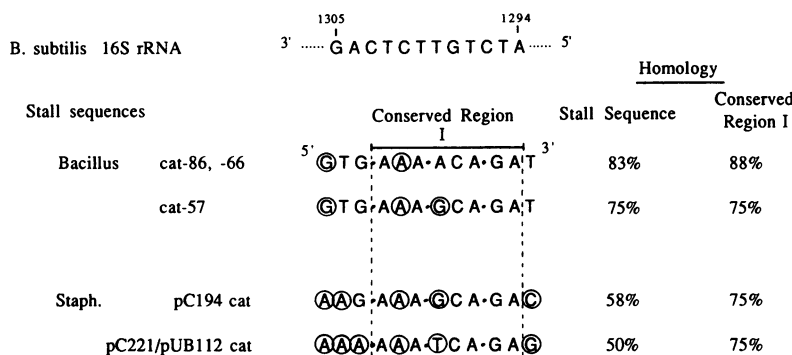 1305 1294
B. subtilis 16S rRNA 3' ...... G A C T C T T G T C T A ...... 5'
Homology
Stall sequences Conserved Region I Stall Sequence Conserved Region I
Bacillus cat-86, -66 5' G T G · A A A · A C A · G A T 3' 83% 88%
cat-57 G T G · A A A · G C A · G A T 75% 75%
Staph. pC194 cat A A G · A A A · G C A · G A C 58% 75%
pC221/pUB112 cat A A A · A A A · T C A · G A G 50% 75%